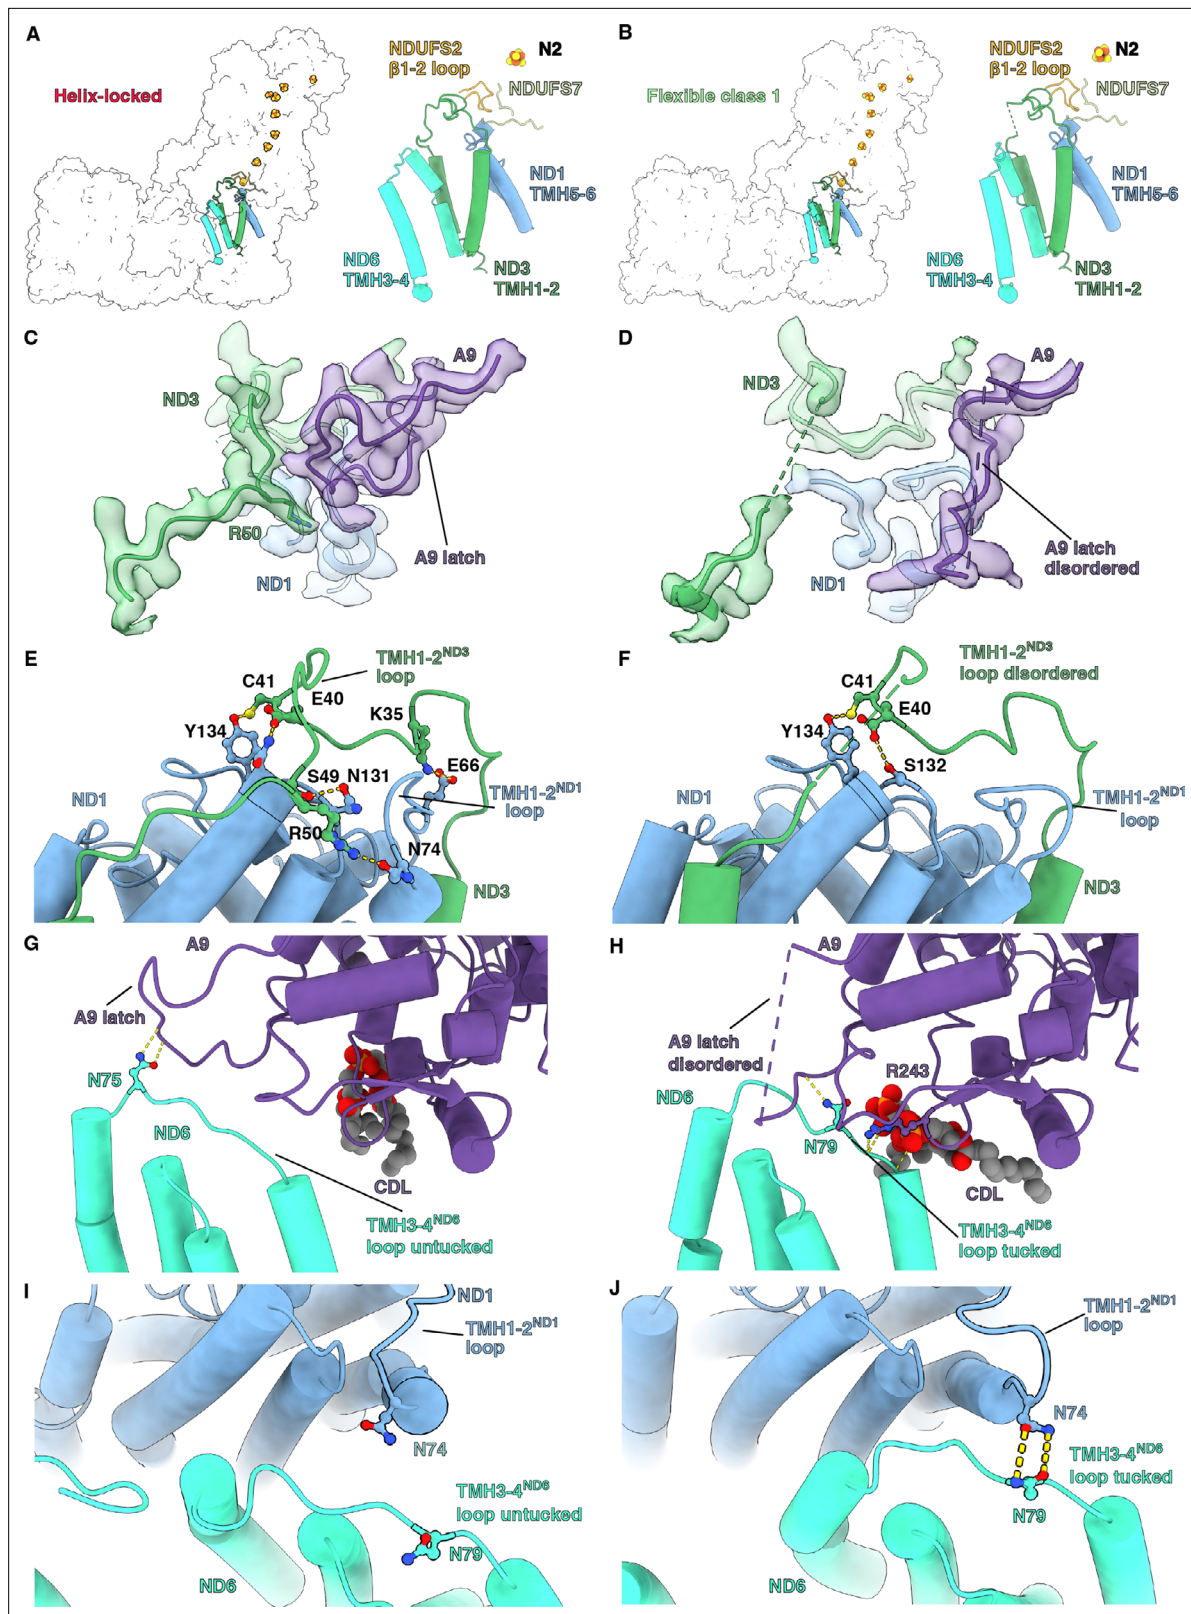 A
Helix-locked
NDUFS2
β1-2 loop
N2
NDUFS7
ND1
TMH5-6
ND6
TMH3-4
ND3
TMH1-2
B
Flexible class 1
NDUFS2
β1-2 loop
N2
NDUFS7
ND1
TMH5-6
ND6
TMH3-4
ND3
TMH1-2
C
ND3
A9
R50
A9 latch
ND1
D
ND3
A9
A9 latch
disordered
ND1
E
TMH1-2ND3
loop
C41
E40
K35
Y134
S49
N131
E66
ND1
TMH1-2ND1
loop
R50
N74
ND3
F
TMH1-2ND3
loop disordered
C41
E40
Y134
S132
ND1
TMH1-2ND1
loop
ND3
G
A9
A9 latch
N75
ND6
CDL
TMH3-4ND6
loop untucked
H
A9
A9 latch
disordered
R243
ND6
N79
CDL
TMH3-4ND6
loop tucked
I
ND1
TMH1-2ND1
loop
N74
TMH3-4ND6
loop untucked
N79
ND6
J
TMH1-2ND1
loop
N74
TMH3-4ND6
loop tucked
N79
ND6